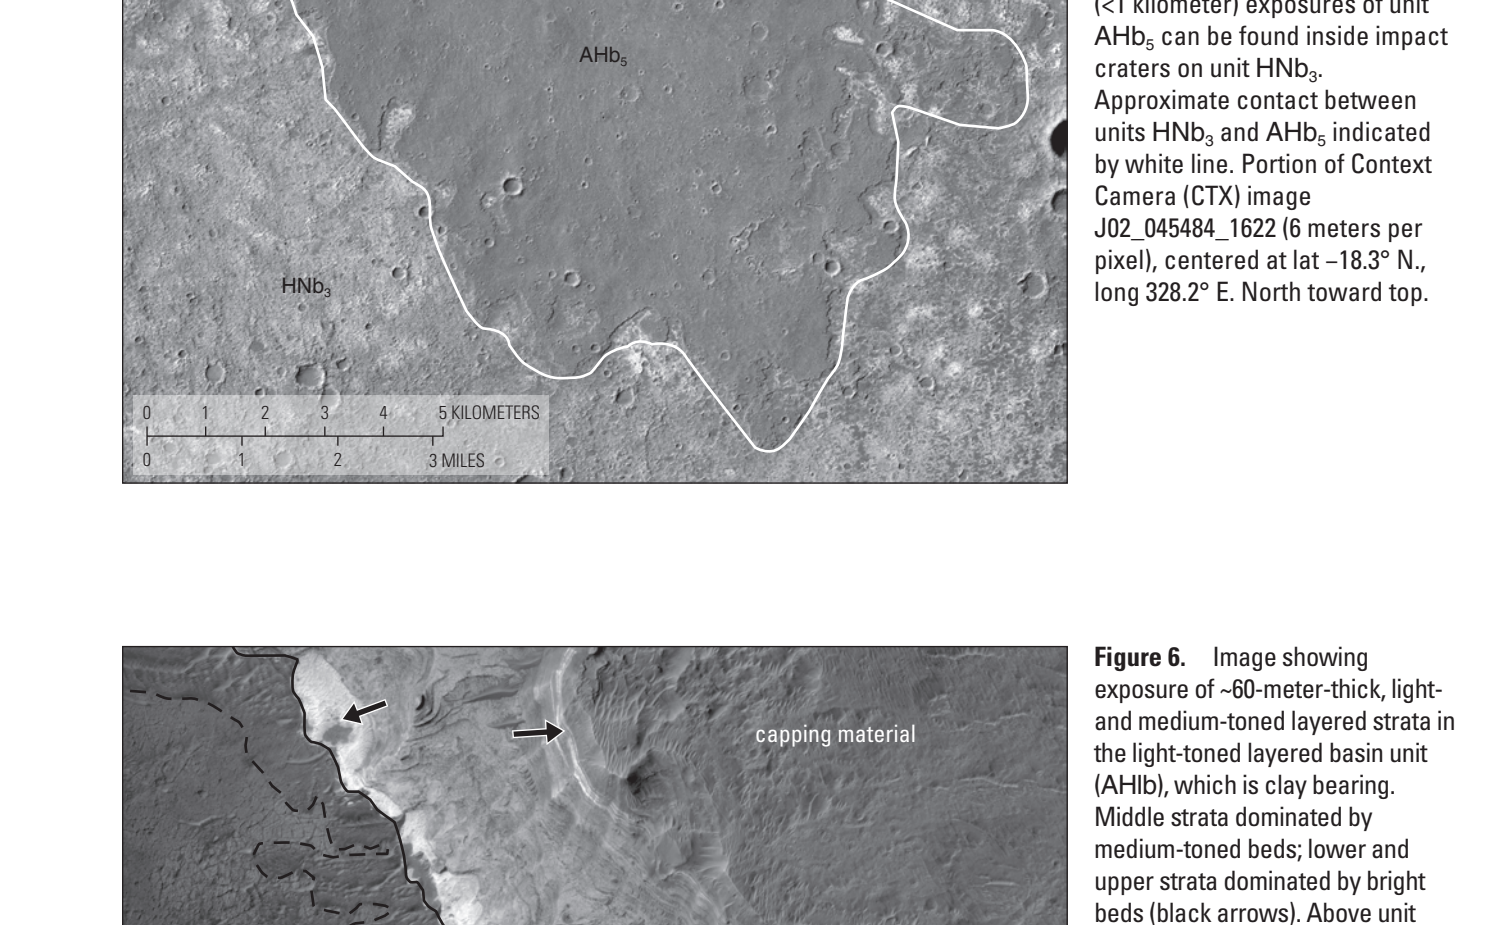 (<1 kilometer) exposures of unit
AHb5 can be found inside impact
craters on unit HNb3.
Approximate contact between
units HNb3 and AHb5 indicated
by white line. Portion of Context
Camera (CTX) image
J02_045484_1622 (6 meters per
pixel), centered at lat –18.3° N.,
long 328.2° E. North toward top.
AHb5
HNb3
0 1 2 3 4 5 KILOMETERS
0 1 2 3 MILES
Figure 6. Image showing
exposure of ~60-meter-thick, light-
and medium-toned layered strata in
the light-toned layered basin unit
(AHlb), which is clay bearing.
Middle strata dominated by
medium-toned beds; lower and
upper strata dominated by bright
beds (black arrows). Above unit
capping material